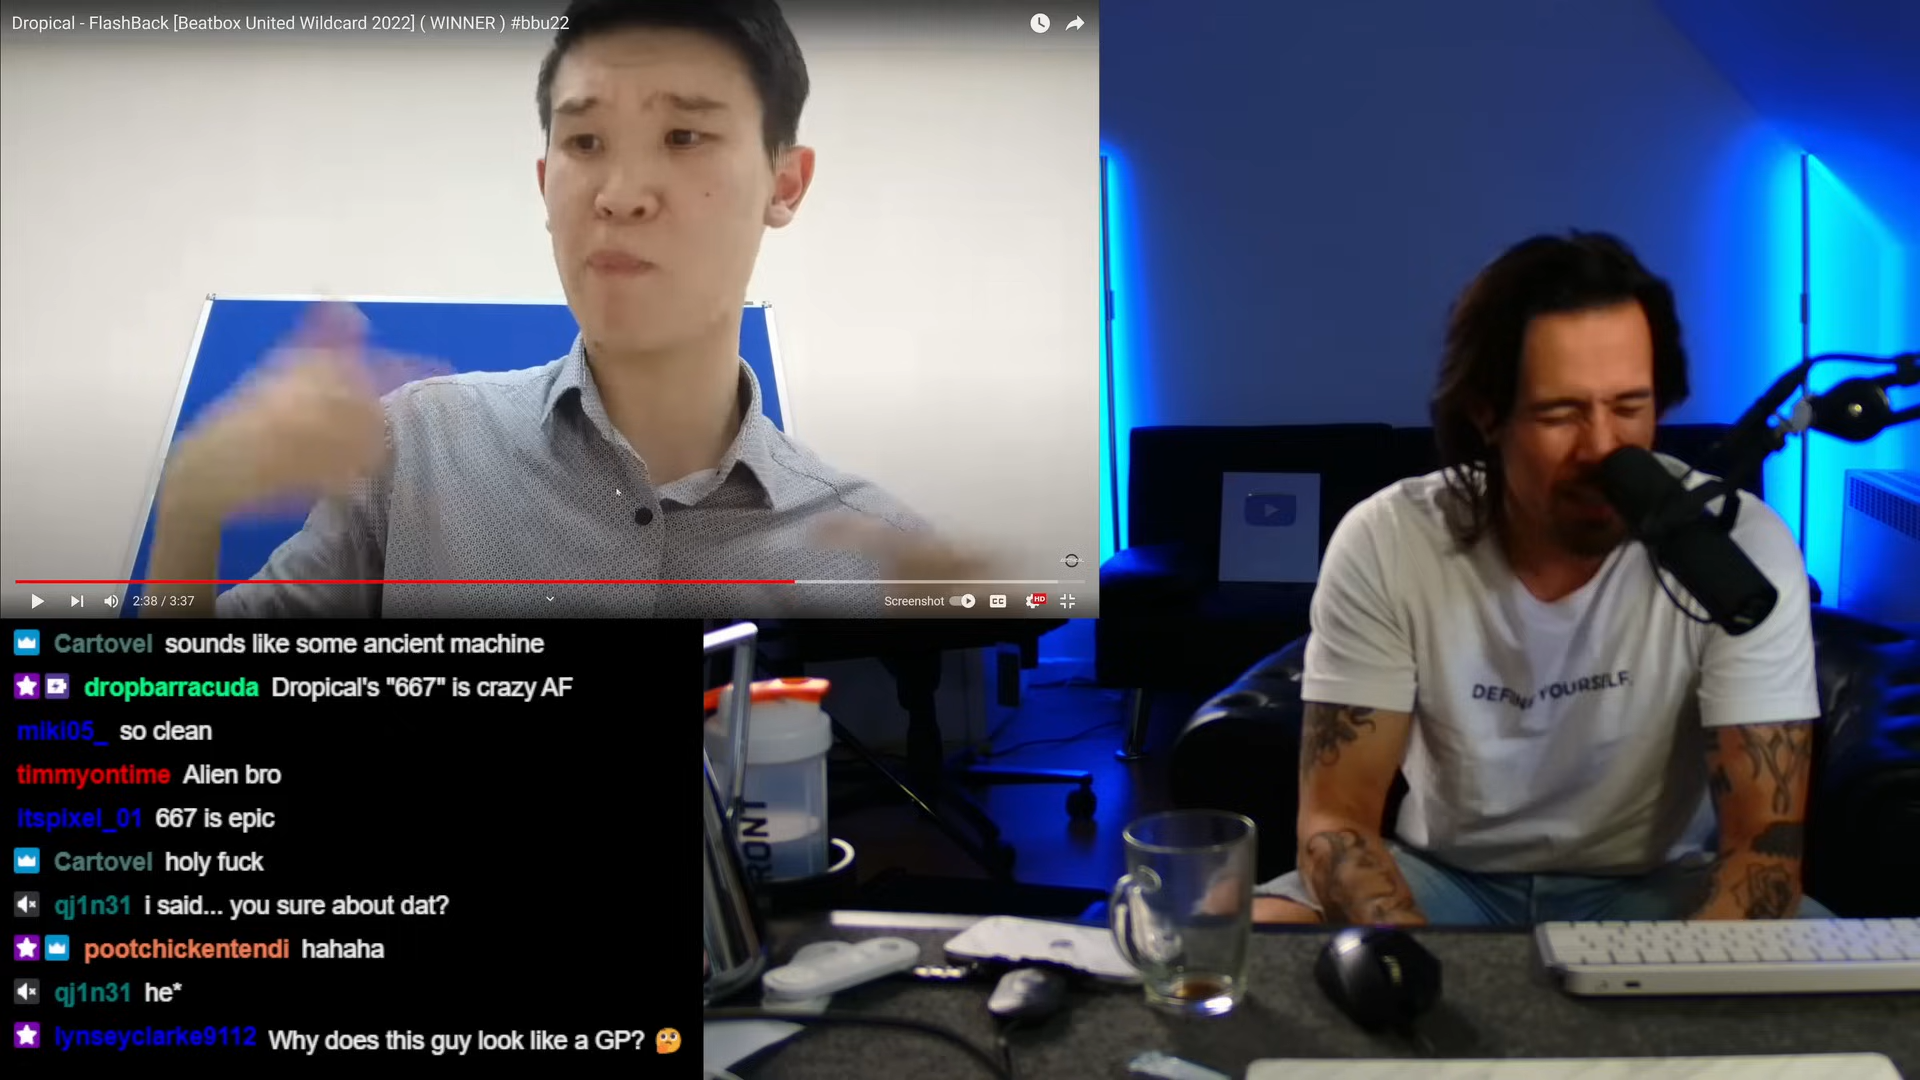 Dropical - FlashBack [Beatbox United Wildcard 2022] ( WINNER ) #bbu22
2:38 / 3:37
Screenshot
CC
HD
Cartovel sounds like some ancient machine
dropbarracuda Dropical's "667" is crazy AF
miki05_ so clean
timmyontime Alien bro
itspixel_01 667 is epic
Cartovel holy fuck
qj1n31 i said... you sure about dat?
pootchickentendi hahaha
qj1n31 he*
lynseyclarke9112 Why does this guy look like a GP? 🤔
DEFINE YOURSELF.
RONT